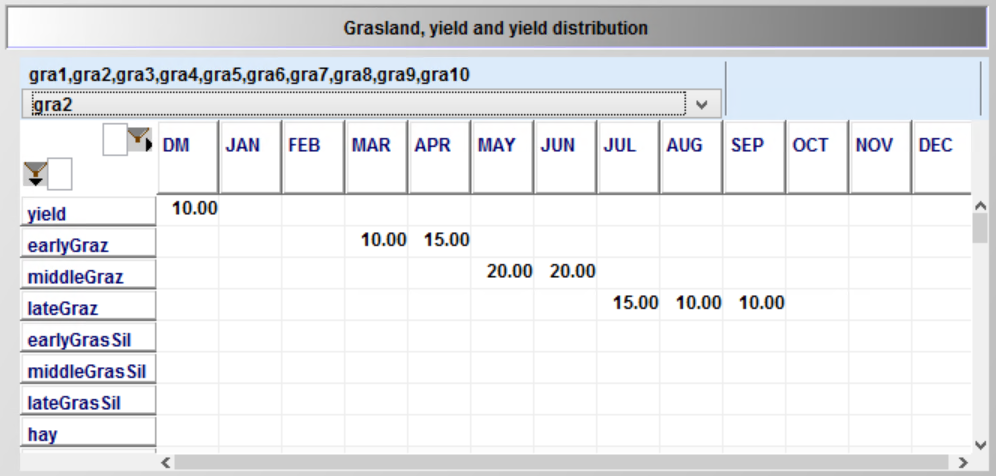 Grasland, yield and yield distribution
gra1,gra2,gra3,gra4,gra5,gra6,gra7,gra8,gra9,gra10
gra2
DM JAN FEB MAR APR MAY JUN JUL AUG SEP OCT NOV DEC
yield 10.00
earlyGraz 10.00 15.00
middleGraz 20.00 20.00
lateGraz 15.00 10.00 10.00
earlyGrasSil
middleGrasSil
lateGrasSil
hay